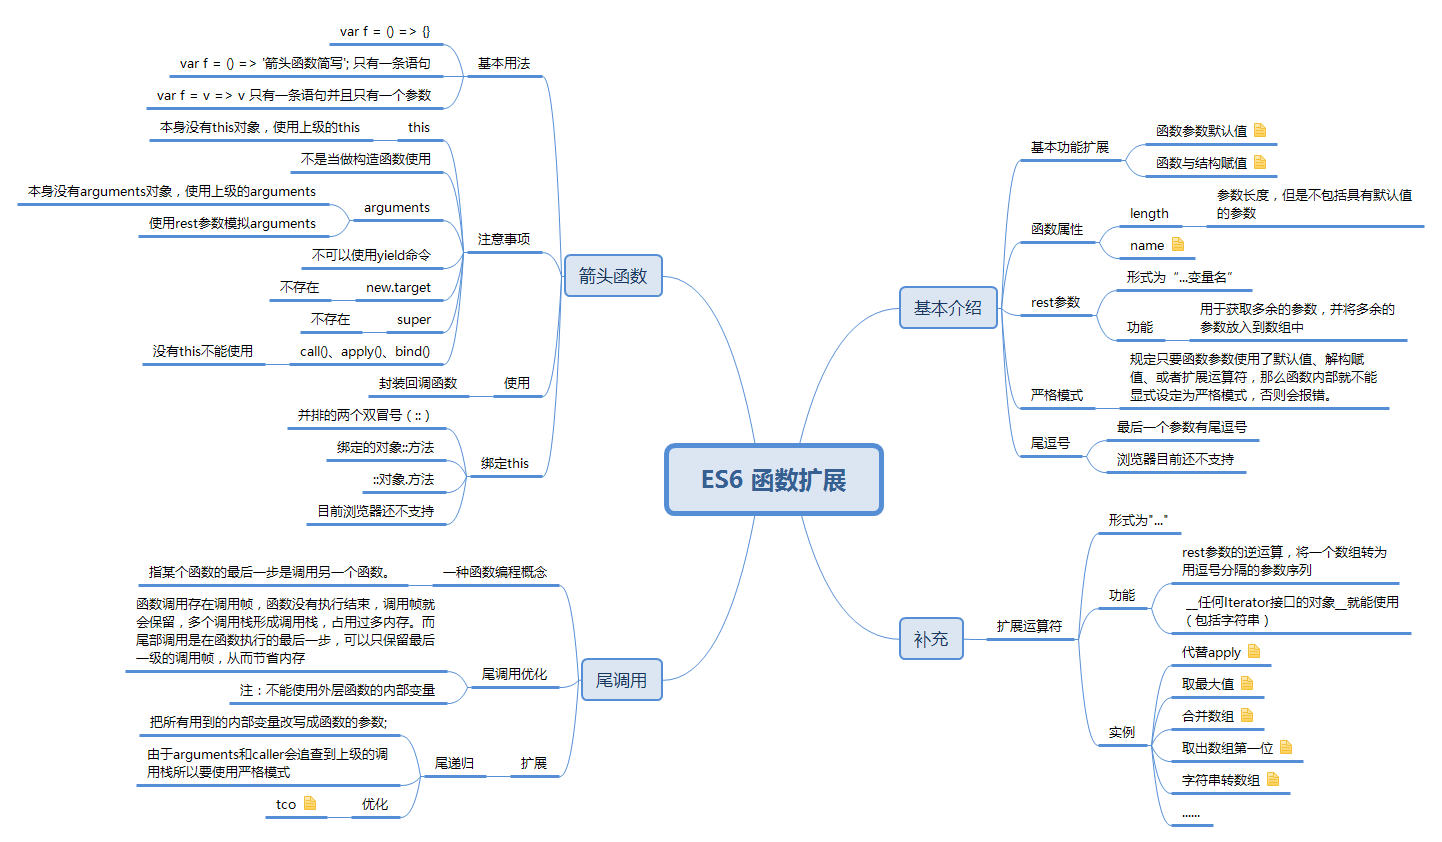 ES6 函数扩展
箭头函数
基本用法
var f = () => {}
var f = () => '箭头函数简写'; 只有一条语句
var f = v => v 只有一条语句并且只有一个参数
注意事项
this
本身没有this对象，使用上级的this
不是当做构造函数使用
arguments
本身没有arguments对象，使用上级的arguments
使用rest参数模拟arguments
不可以使用yield命令
new.target
不存在
super
不存在
call()、apply()、bind()
没有this不能使用
使用
封装回调函数
绑定this
并排的两个双冒号（::）
绑定的对象::方法
::对象.方法
目前浏览器还不支持
尾调用
一种函数编程概念
指某个函数的最后一步是调用另一个函数。
尾调用优化
函数调用存在调用帧，函数没有执行结束，调用帧就
会保留，多个调用栈形成调用栈，占用过多内存。而
尾部调用是在函数执行的最后一步，可以只保留最后
一级的调用帧，从而节省内存
注：不能使用外层函数的内部变量
扩展
尾递归
把所有用到的内部变量改写成函数的参数;
由于arguments和caller会追查到上级的调
用栈所以要使用严格模式
优化
tco
基本介绍
基本功能扩展
函数参数默认值
函数与结构赋值
函数属性
length
参数长度，但是不包括具有默认值
的参数
name
rest参数
形式为“...变量名”
功能
用于获取多余的参数，并将多余的
参数放入到数组中
严格模式
规定只要函数参数使用了默认值、解构赋
值、或者扩展运算符，那么函数内部就不能
显式设定为严格模式，否则会报错。
尾逗号
最后一个参数有尾逗号
浏览器目前还不支持
补充
扩展运算符
形式为"..."
功能
rest参数的逆运算，将一个数组转为
用逗号分隔的参数序列
__任何Iterator接口的对象__就能使用
（包括字符串）
实例
代替apply
取最大值
合并数组
取出数组第一位
字符串转数组
......